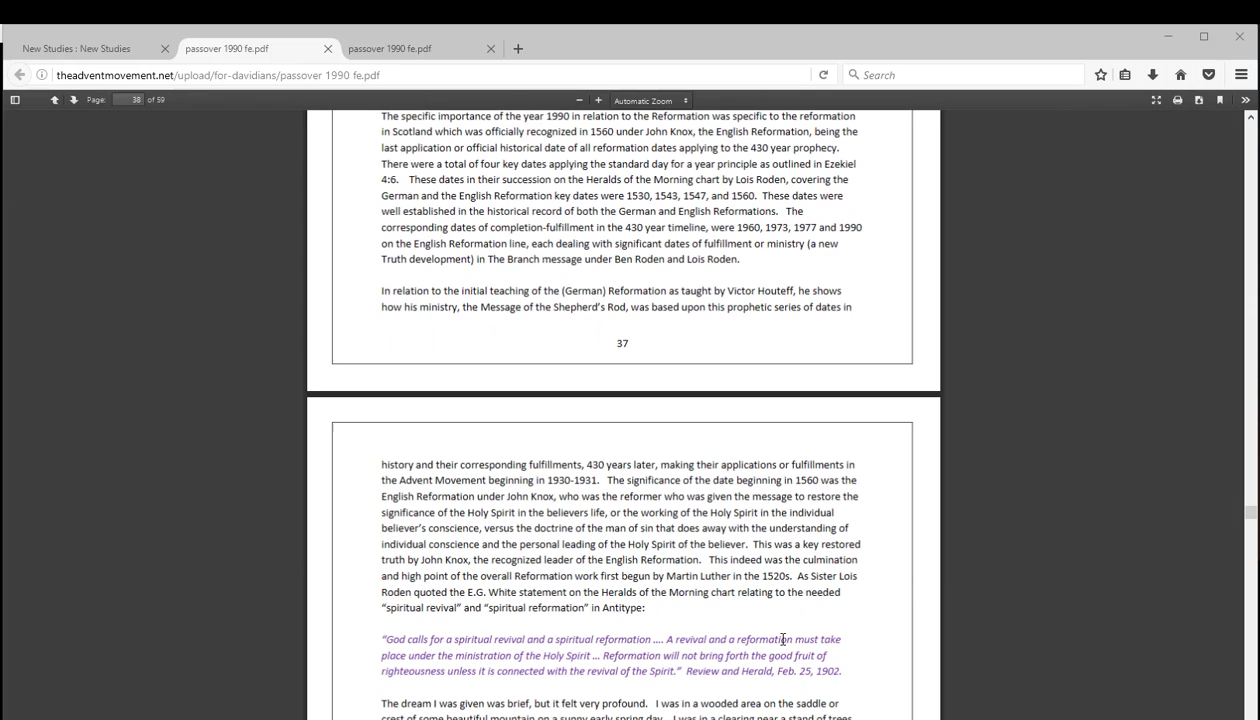 New Studies : New Studies
passover 1990 fe.pdf
passover 1990 fe.pdf
theadventmovement.net/upload/for-davidians/passover 1990 fe.pdf
Search
Page: 38 of 59
Automatic Zoom
The specific importance of the year 1990 in relation to the Reformation was specific to the reformation
in Scotland which was officially recognized in 1560 under John Knox, the English Reformation, being the
last application or official historical date of all reformation dates applying to the 430 year prophecy.
There were a total of four key dates applying the standard day for a year principle as outlined in Ezekiel
4:6. These dates in their succession on the Heralds of the Morning chart by Lois Roden, covering the
German and the English Reformation key dates were 1530, 1543, 1547, and 1560. These dates were
well established in the historical record of both the German and English Reformations. The
corresponding dates of completion-fulfillment in the 430 year timeline, were 1960, 1973, 1977 and 1990
on the English Reformation line, each dealing with significant dates of fulfillment or ministry (a new
Truth development) in The Branch message under Ben Roden and Lois Roden.
In relation to the initial teaching of the (German) Reformation as taught by Victor Houteff, he shows
how his ministry, the Message of the Shepherd's Rod, was based upon this prophetic series of dates in
37
history and their corresponding fulfillments, 430 years later, making their applications or fulfillments in
the Advent Movement beginning in 1930-1931. The significance of the date beginning in 1560 was the
English Reformation under John Knox, who was the reformer who was given the message to restore the
significance of the Holy Spirit in the believers life, or the working of the Holy Spirit in the individual
believer's conscience, versus the doctrine of the man of sin that does away with the understanding of
individual conscience and the personal leading of the Holy Spirit of the believer. This was a key restored
truth by John Knox, the recognized leader of the English Reformation. This indeed was the culmination
and high point of the overall Reformation work first begun by Martin Luther in the 1520s. As Sister Lois
Roden quoted the E.G. White statement on the Heralds of the Morning chart relating to the needed
"spiritual revival" and "spiritual reformation" in Antitype:
"God calls for a spiritual revival and a spiritual reformation .... A revival and a reformation must take
place under the ministration of the Holy Spirit ... Reformation will not bring forth the good fruit of
righteousness unless it is connected with the revival of the Spirit." Review and Herald, Feb. 25, 1902.
The dream I was given was brief, but it felt very profound. I was in a wooded area on the saddle or
crest of some beautiful mountain on a sunny early spring day. I was in a clearing near a stand of trees